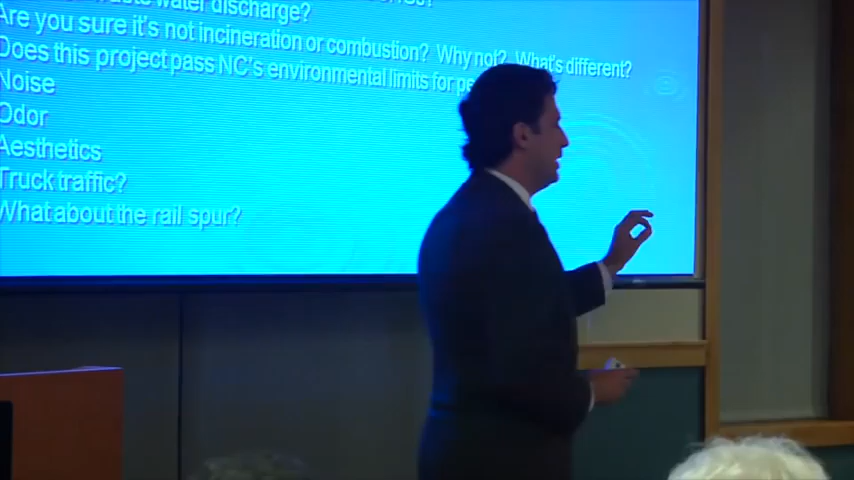 waste water discharge?
Are you sure it's not incineration or combustion? Why not? What's different?
Does this project pass NC's environmental limits for
Noise
Odor
Aesthetics
Truck traffic?
What about the rail spur?